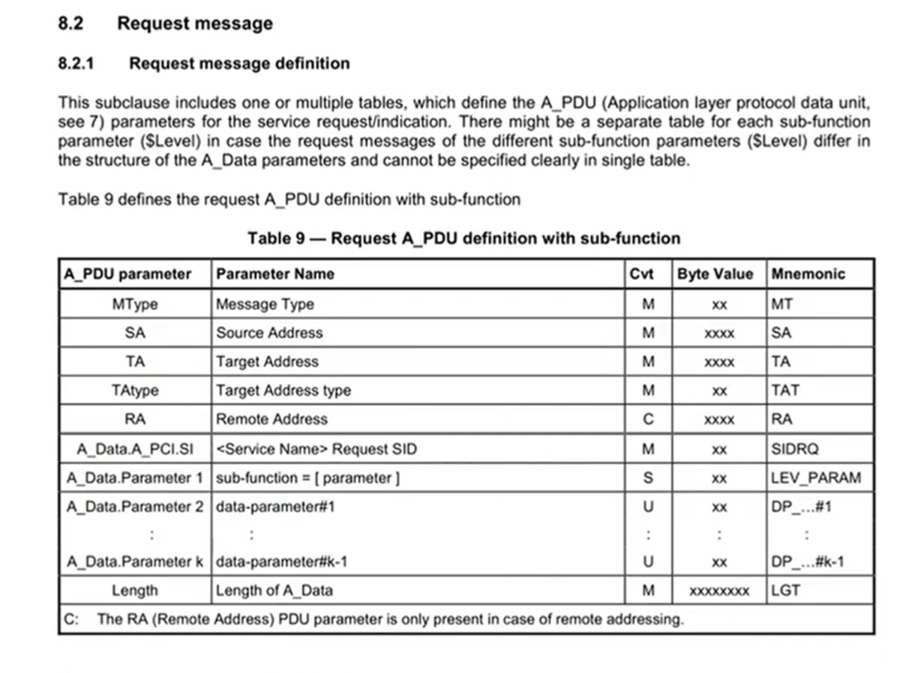 8.2 Request message
8.2.1 Request message definition
This subclause includes one or multiple tables, which define the A_PDU (Application layer protocol data unit,
see 7) parameters for the service request/indication. There might be a separate table for each sub-function
parameter ($Level) in case the request messages of the different sub-function parameters ($Level) differ in
the structure of the A_Data parameters and cannot be specified clearly in single table.
Table 9 defines the request A_PDU definition with sub-function
Table 9 — Request A_PDU definition with sub-function
A_PDU parameter Parameter Name Cvt Byte Value Mnemonic
MType Message Type M xx MT
SA Source Address M xxxx SA
TA Target Address M xxxx TA
TAtype Target Address type M xx TAT
RA Remote Address C xxxx RA
A_Data.A_PCI.SI <Service Name> Request SID M xx SIDRQ
A_Data.Parameter 1 sub-function = [ parameter ] S xx LEV_PARAM
A_Data.Parameter 2 data-parameter#1 U xx DP_...#1
: : : : :
A_Data.Parameter k data-parameter#k-1 U xx DP_...#k-1
Length Length of A_Data M xxxxxxxx LGT
C: The RA (Remote Address) PDU parameter is only present in case of remote addressing.